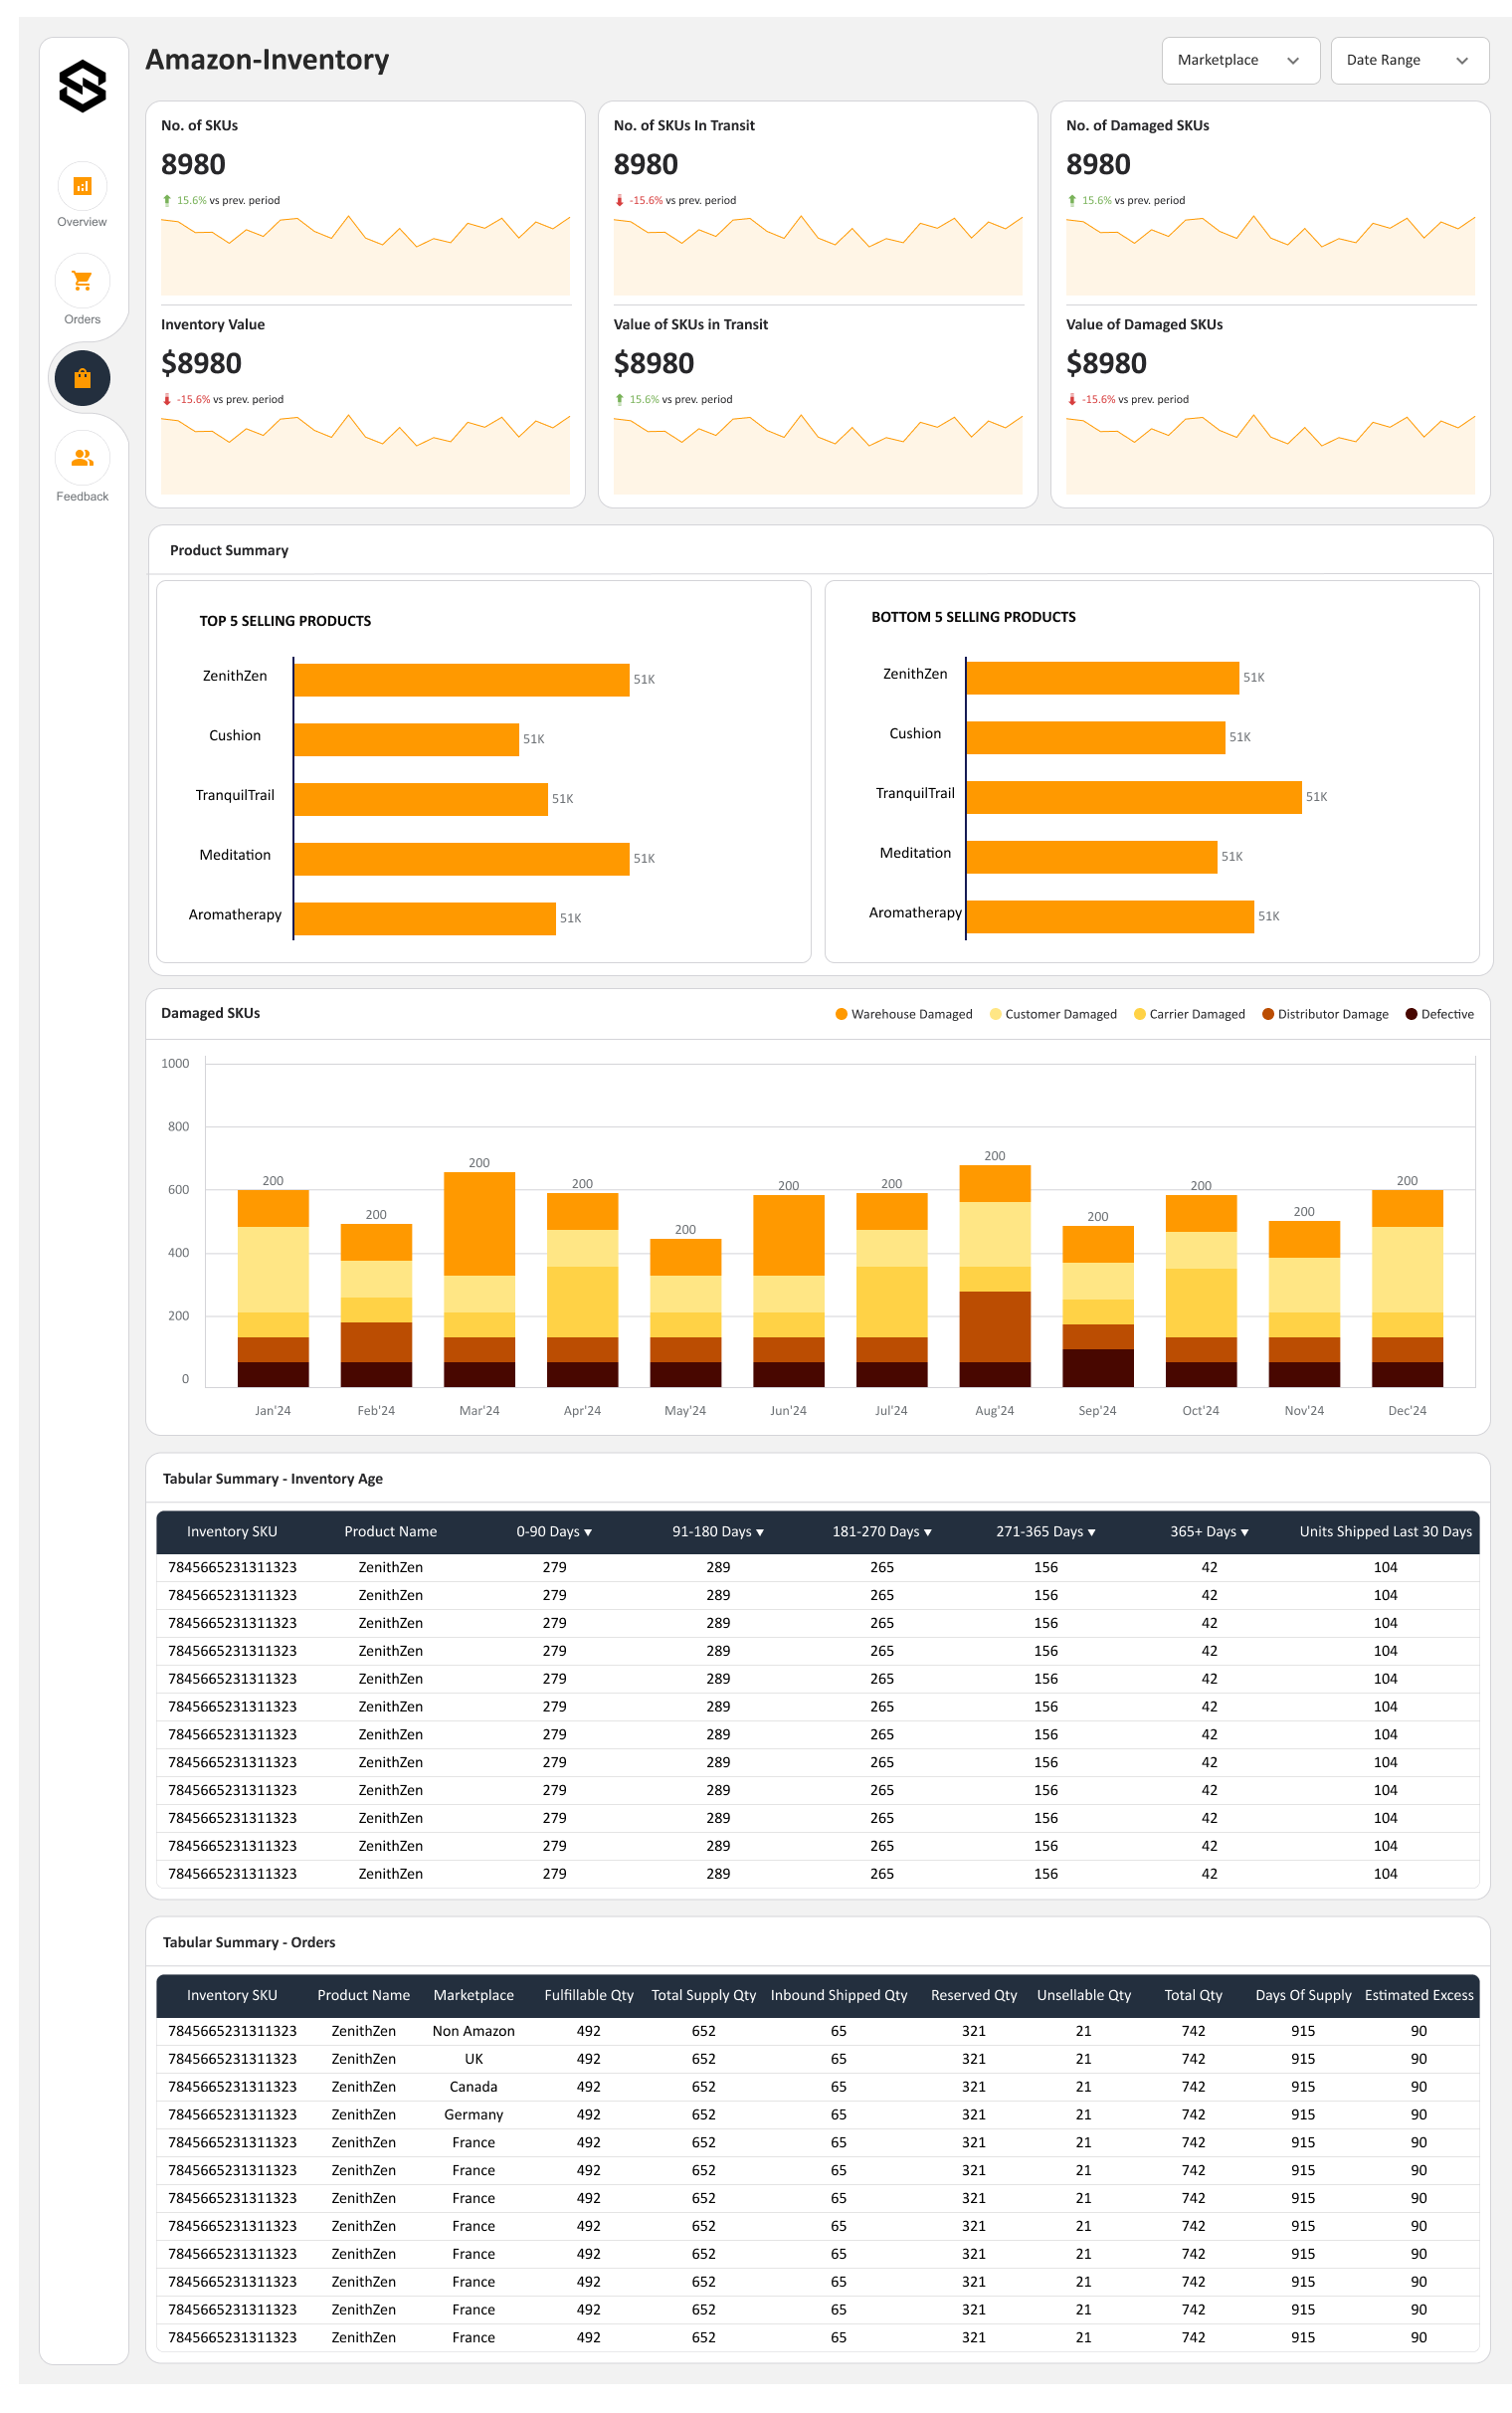 Amazon-Inventory
Marketplace
Date Range
Overview
Orders
Feedback
No. of SKUs
8980
15.6% vs prev. period
Inventory Value
$8980
-15.6% vs prev. period
No. of SKUs In Transit
8980
-15.6% vs prev. period
Value of SKUs in Transit
$8980
15.6% vs prev. period
No. of Damaged SKUs
8980
15.6% vs prev. period
Value of Damaged SKUs
$8980
-15.6% vs prev. period
Product Summary
TOP 5 SELLING PRODUCTS
ZenithZen 51K
Cushion 51K
TranquilTrail 51K
Meditation 51K
Aromatherapy 51K
BOTTOM 5 SELLING PRODUCTS
ZenithZen 51K
Cushion 51K
TranquilTrail 51K
Meditation 51K
Aromatherapy 51K
Damaged SKUs
Warehouse Damaged Customer Damaged Carrier Damaged Distributor Damage Defective
1000
800
600
400
200
0
200 200 200 200 200 200 200 200 200 200 200 200
Jan'24 Feb'24 Mar'24 Apr'24 May'24 Jun'24 Jul'24 Aug'24 Sep'24 Oct'24 Nov'24 Dec'24
Tabular Summary - Inventory Age
Inventory SKU Product Name 0-90 Days ▼ 91-180 Days ▼ 181-270 Days ▼ 271-365 Days ▼ 365+ Days ▼ Units Shipped Last 30 Days
7845665231311323 ZenithZen 279 289 265 156 42 104
7845665231311323 ZenithZen 279 289 265 156 42 104
7845665231311323 ZenithZen 279 289 265 156 42 104
7845665231311323 ZenithZen 279 289 265 156 42 104
7845665231311323 ZenithZen 279 289 265 156 42 104
7845665231311323 ZenithZen 279 289 265 156 42 104
7845665231311323 ZenithZen 279 289 265 156 42 104
7845665231311323 ZenithZen 279 289 265 156 42 104
7845665231311323 ZenithZen 279 289 265 156 42 104
7845665231311323 ZenithZen 279 289 265 156 42 104
7845665231311323 ZenithZen 279 289 265 156 42 104
7845665231311323 ZenithZen 279 289 265 156 42 104
Tabular Summary - Orders
Inventory SKU Product Name Marketplace Fulfillable Qty Total Supply Qty Inbound Shipped Qty Reserved Qty Unsellable Qty Total Qty Days Of Supply Estimated Excess
7845665231311323 ZenithZen Non Amazon 492 652 65 321 21 742 915 90
7845665231311323 ZenithZen UK 492 652 65 321 21 742 915 90
7845665231311323 ZenithZen Canada 492 652 65 321 21 742 915 90
7845665231311323 ZenithZen Germany 492 652 65 321 21 742 915 90
7845665231311323 ZenithZen France 492 652 65 321 21 742 915 90
7845665231311323 ZenithZen France 492 652 65 321 21 742 915 90
7845665231311323 ZenithZen France 492 652 65 321 21 742 915 90
7845665231311323 ZenithZen France 492 652 65 321 21 742 915 90
7845665231311323 ZenithZen France 492 652 65 321 21 742 915 90
7845665231311323 ZenithZen France 492 652 65 321 21 742 915 90
7845665231311323 ZenithZen France 492 652 65 321 21 742 915 90
7845665231311323 ZenithZen France 492 652 65 321 21 742 915 90